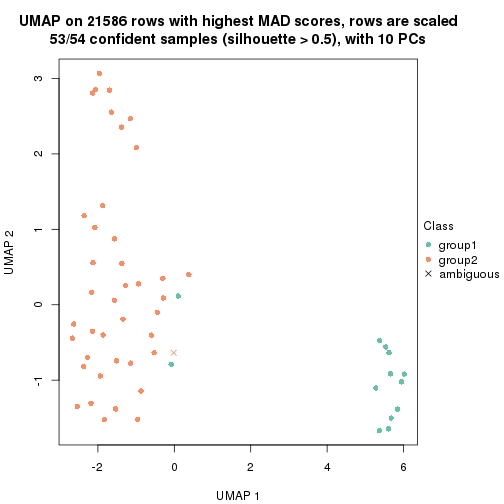 UMAP on 21586 rows with highest MAD scores, rows are scaled
53/54 confident samples (silhouette > 0.5), with 10 PCs
3
2
1
0
-1
UMAP 2
-2
0
2
4
6
UMAP 1
Class
group1
group2
ambiguous